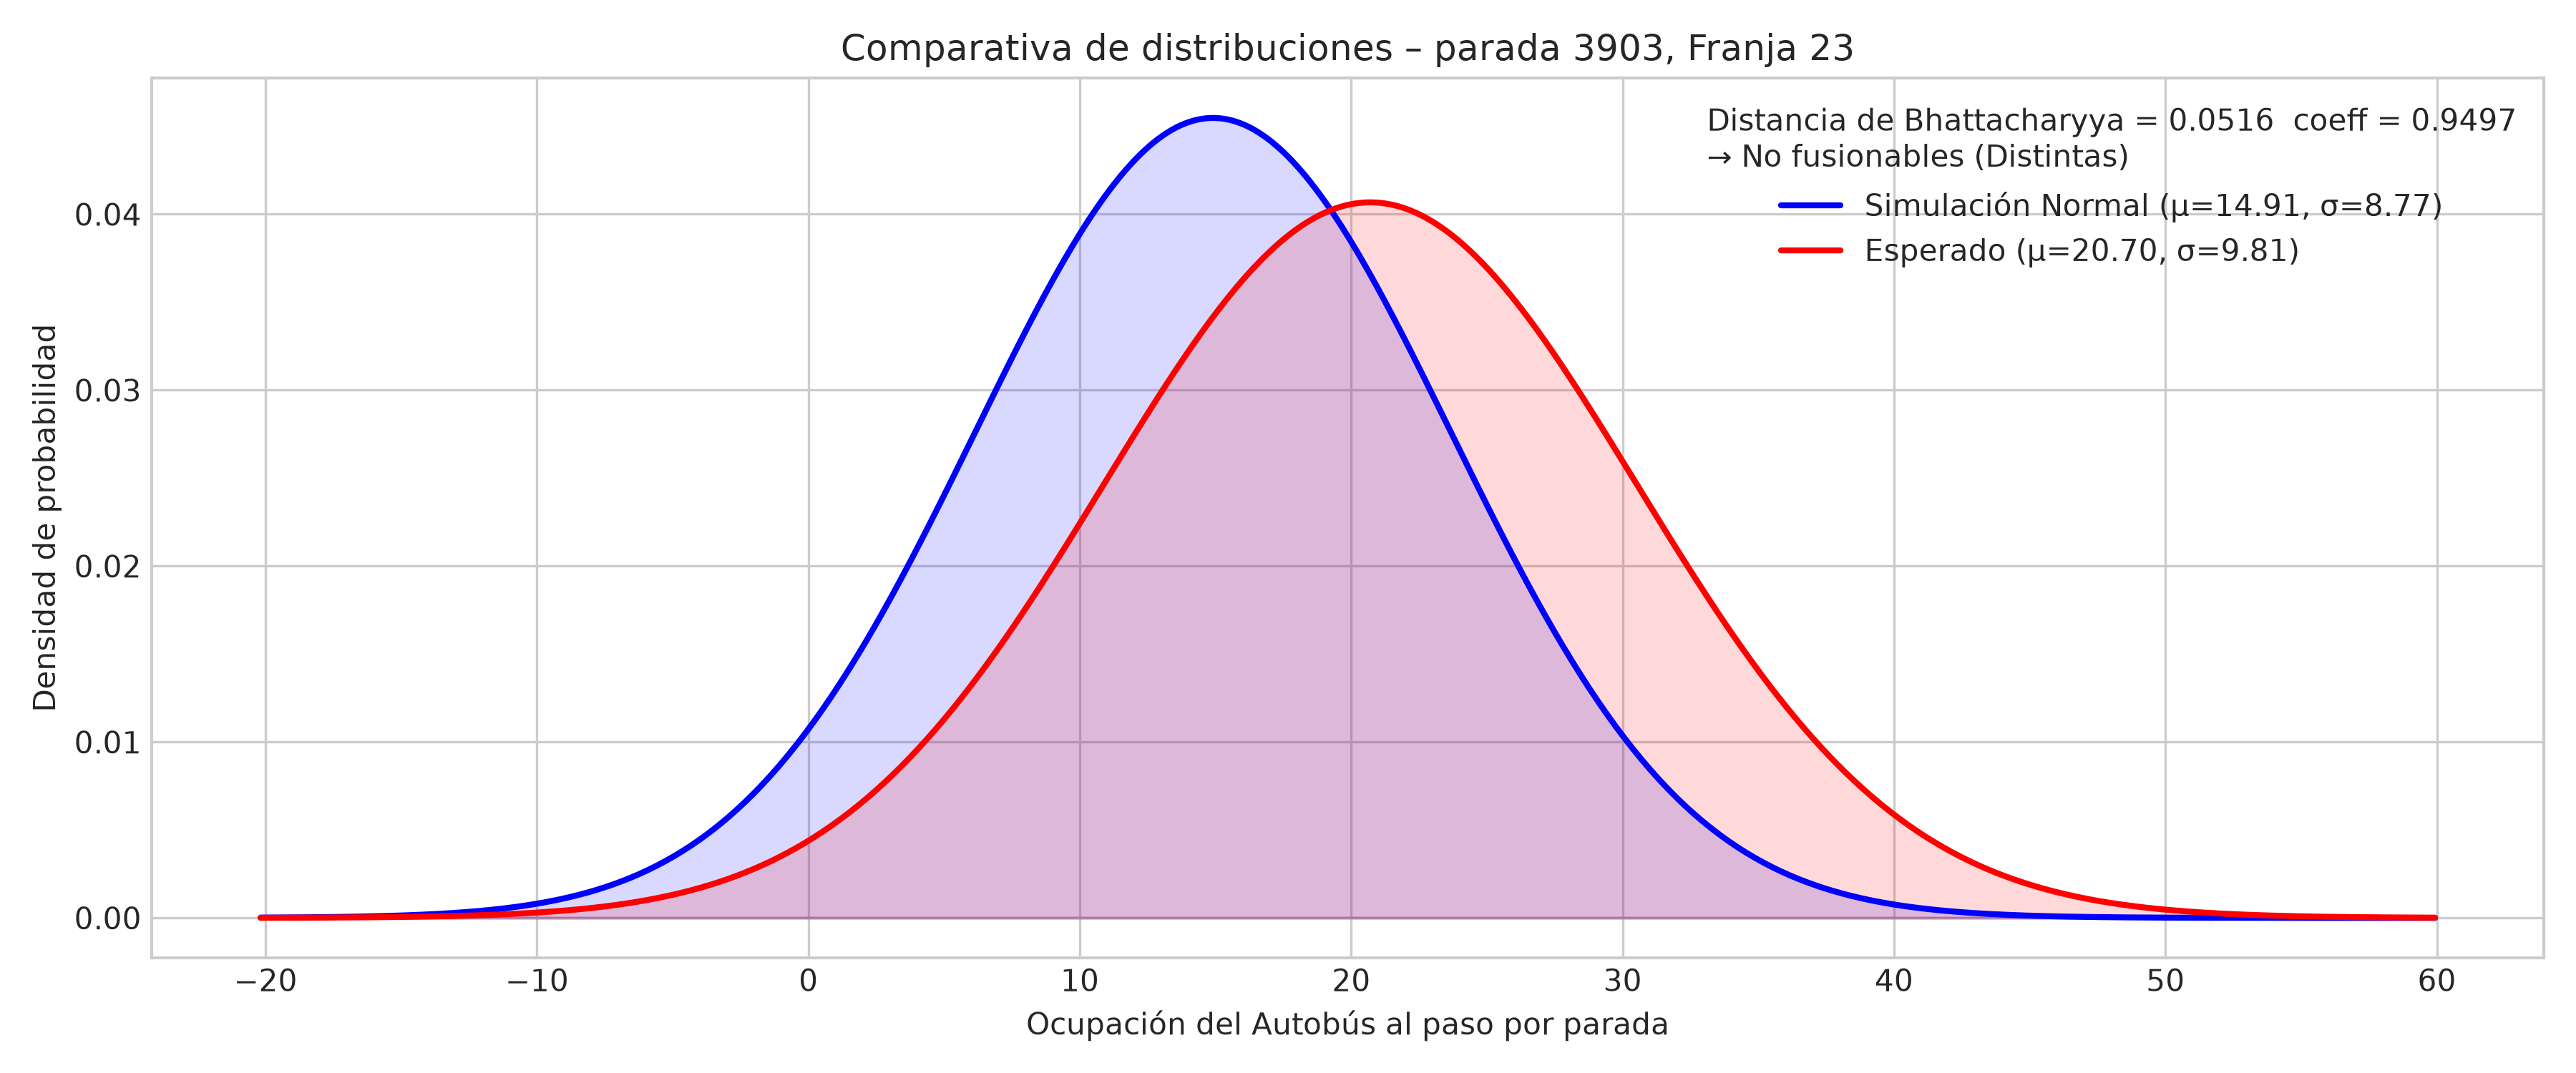 Comparativa de distribuciones – parada 3903, Franja 23
Distancia de Bhattacharyya = 0.0516  coeff = 0.9497
→ No fusionables (Distintas)
Simulación Normal (μ=14.91, σ=8.77)
Esperado (μ=20.70, σ=9.81)
Densidad de probabilidad
0.04
0.03
0.02
0.01
0.00
−20 −10 0 10 20 30 40 50 60
Ocupación del Autobús al paso por parada